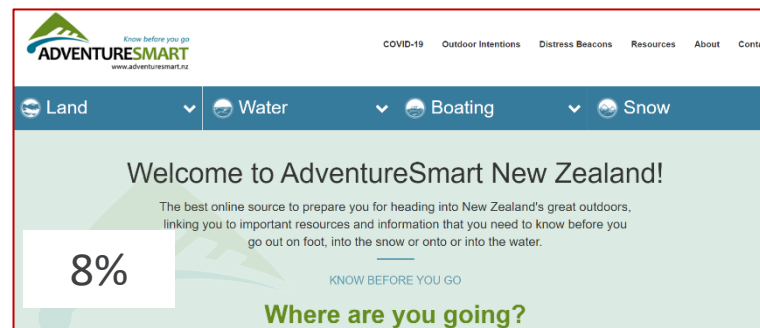 Know before you go
ADVENTURESMART
www.adventuresmart.nz
COVID-19 Outdoor Intentions Distress Beacons Resources About Conta
Land Water Boating Snow
Welcome to AdventureSmart New Zealand!
The best online source to prepare you for heading into New Zealand's great outdoors,
linking you to important resources and information that you need to know before you
go out on foot, into the snow or onto or into the water.
8%
KNOW BEFORE YOU GO
Where are you going?